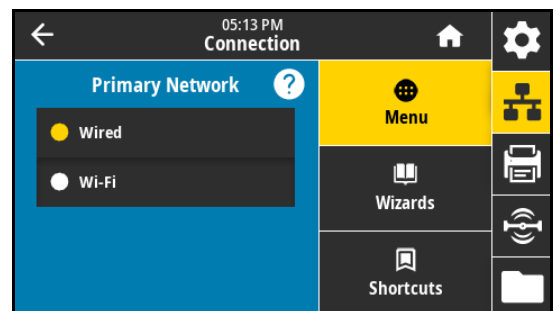 05:13 PM
Connection
Primary Network
?
Wired
Wi-Fi
Menu
Wizards
Shortcuts